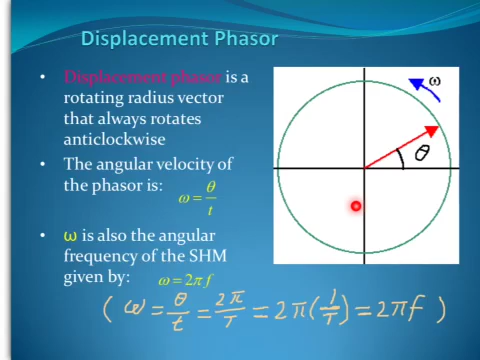 Displacement Phasor
• Displacement phasor is a
rotating radius vector
that always rotates
anticlockwise
• The angular velocity of
the phasor is: ω = θ/t
• ω is also the angular
frequency of the SHM
given by: ω = 2π f
( ω = θ/t = 2π/T = 2π(1/T) = 2πf )
ω
θ